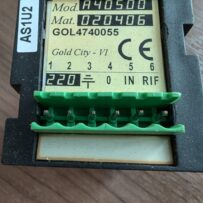 AS1U2
Mod A40500
Mat. 020406
GOL4740055
Gold City - VI
CE
1 2 3 4 5 6
220 0 IN RIF